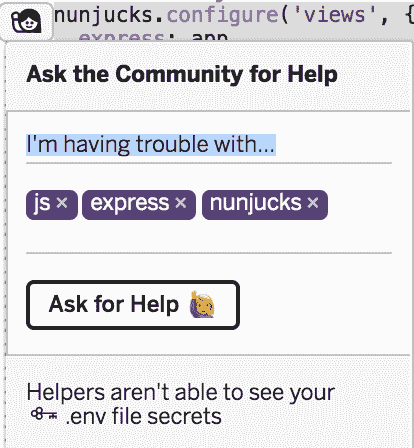 nunjucks.configure('views', {
express: app
Ask the Community for Help
I'm having trouble with...
js × express × nunjucks ×
Ask for Help
Helpers aren't able to see your
.env file secrets